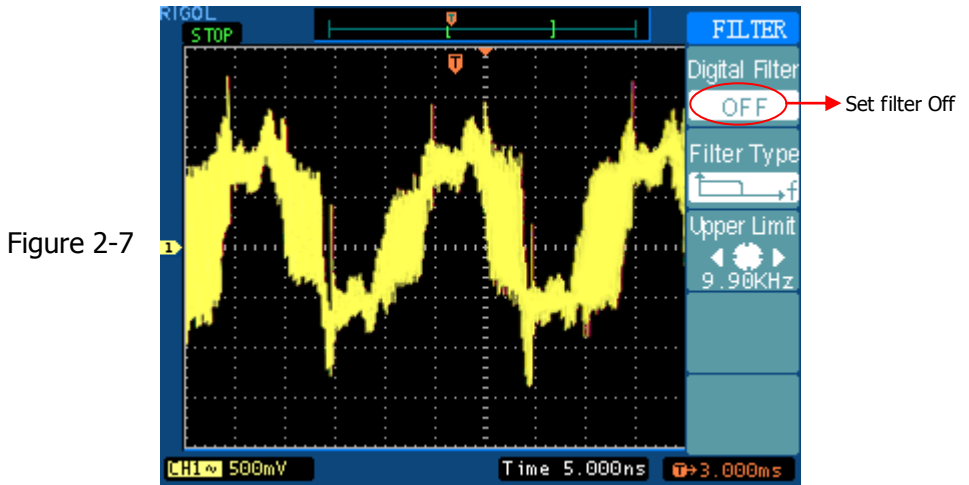 RIGOL
STOP
T
T
FILTER
Digital Filter
OFF
Set filter Off
Filter Type
f
Upper Limit
9.90KHz
Figure 2-7
1
CH1~ 500mV
Time 5.000ms
T→3.000ms